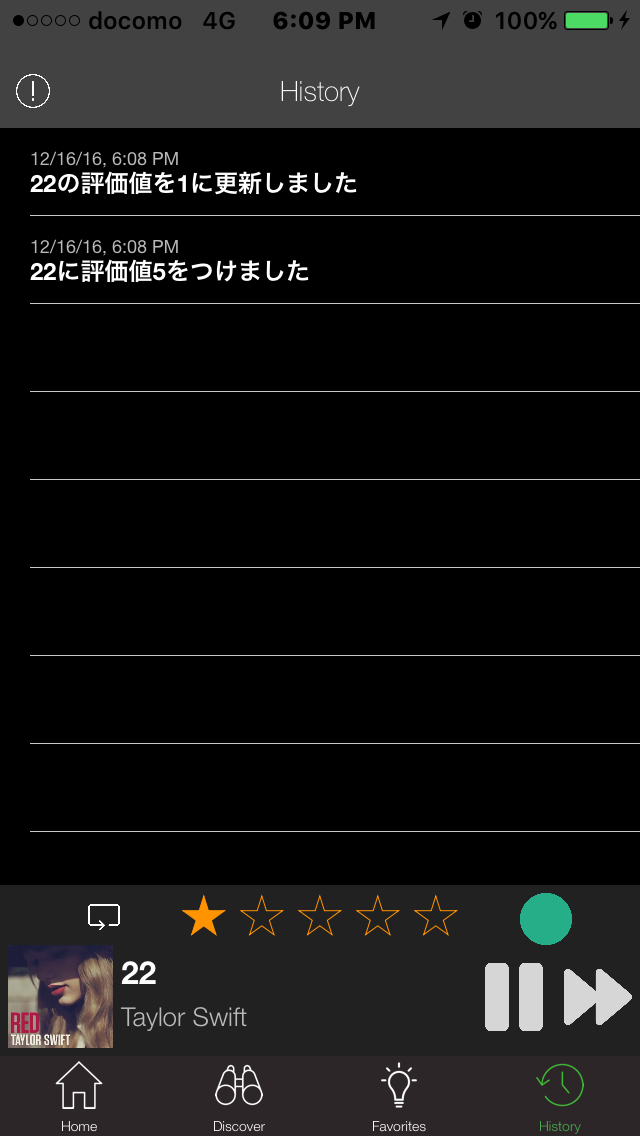 docomo 4G 6:09 PM 100%
History
12/16/16, 6:08 PM
22の評価値を1に更新しました
12/16/16, 6:08 PM
22に評価値5をつけました
22
Taylor Swift
RED
TAYLOR SWIFT
Home Discover Favorites History